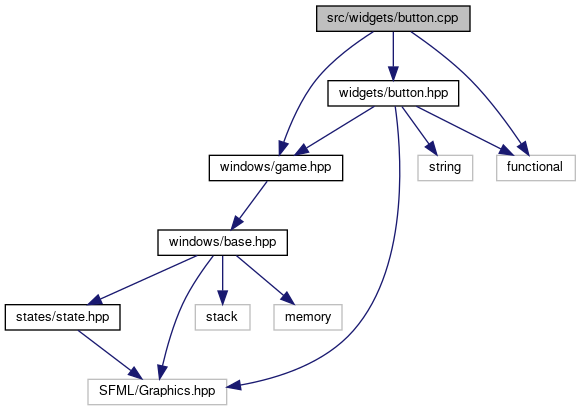 src/widgets/button.cpp
widgets/button.hpp
windows/game.hpp
string
functional
windows/base.hpp
states/state.hpp
stack
memory
SFML/Graphics.hpp